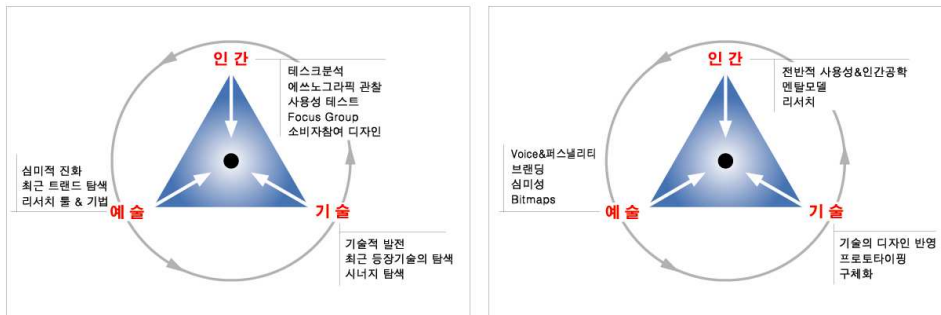 인간
테스크분석
에쓰노그라픽 관찰
사용성 테스트
Focus Group
소비자참여 디자인
심미적 진화
최근 트랜드 탐색
리서치 툴 & 기법
예술
기술
기술적 발전
최근 등장기술의 탐색
시너지 탐색
인간
전반적 사용성&인간공학
멘탈모델
리서치
Voice&퍼스낼리티
브랜딩
심미성
Bitmaps
예술
기술
기술의 디자인 반영
프로토타이핑
구체화